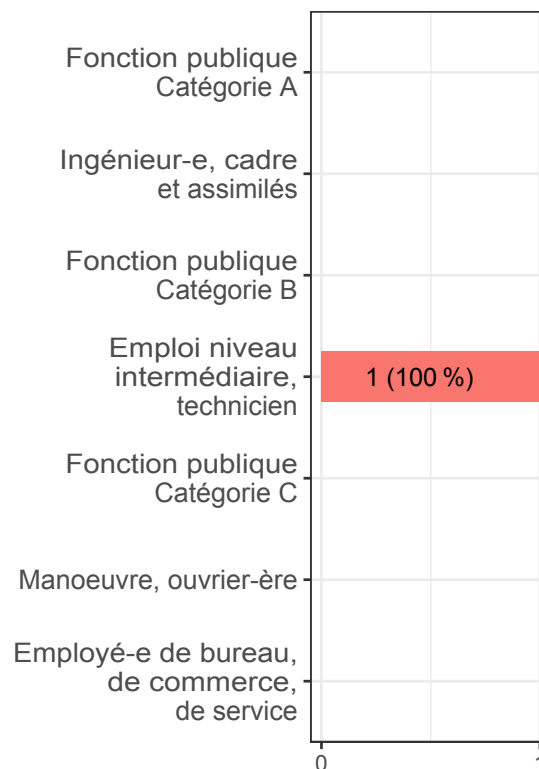 Fonction publique
Catégorie A
Ingénieur-e, cadre
et assimilés
Fonction publique
Catégorie B
Emploi niveau
intermédiaire,
technicien
1 (100 %)
Fonction publique
Catégorie C
Manoeuvre, ouvrier-ère
Employé-e de bureau,
de commerce,
de service
0 1